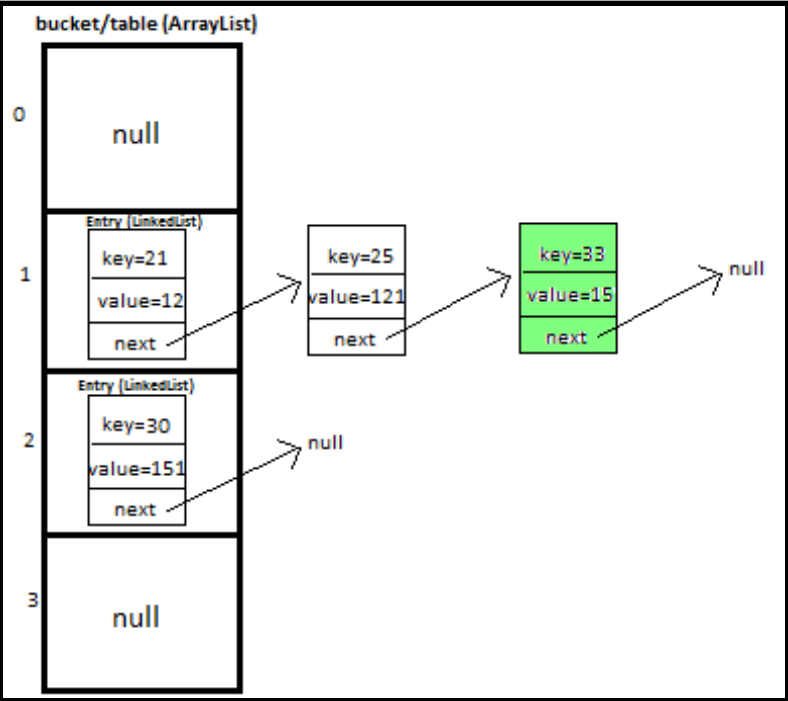 bucket/table (ArrayList)
0
null
Entry (LinkedList)
1
key=21
value=12
next
key=25
value=121
next
key=33
value=15
next
null
Entry (LinkedList)
2
key=30
value=151
next
null
3
null